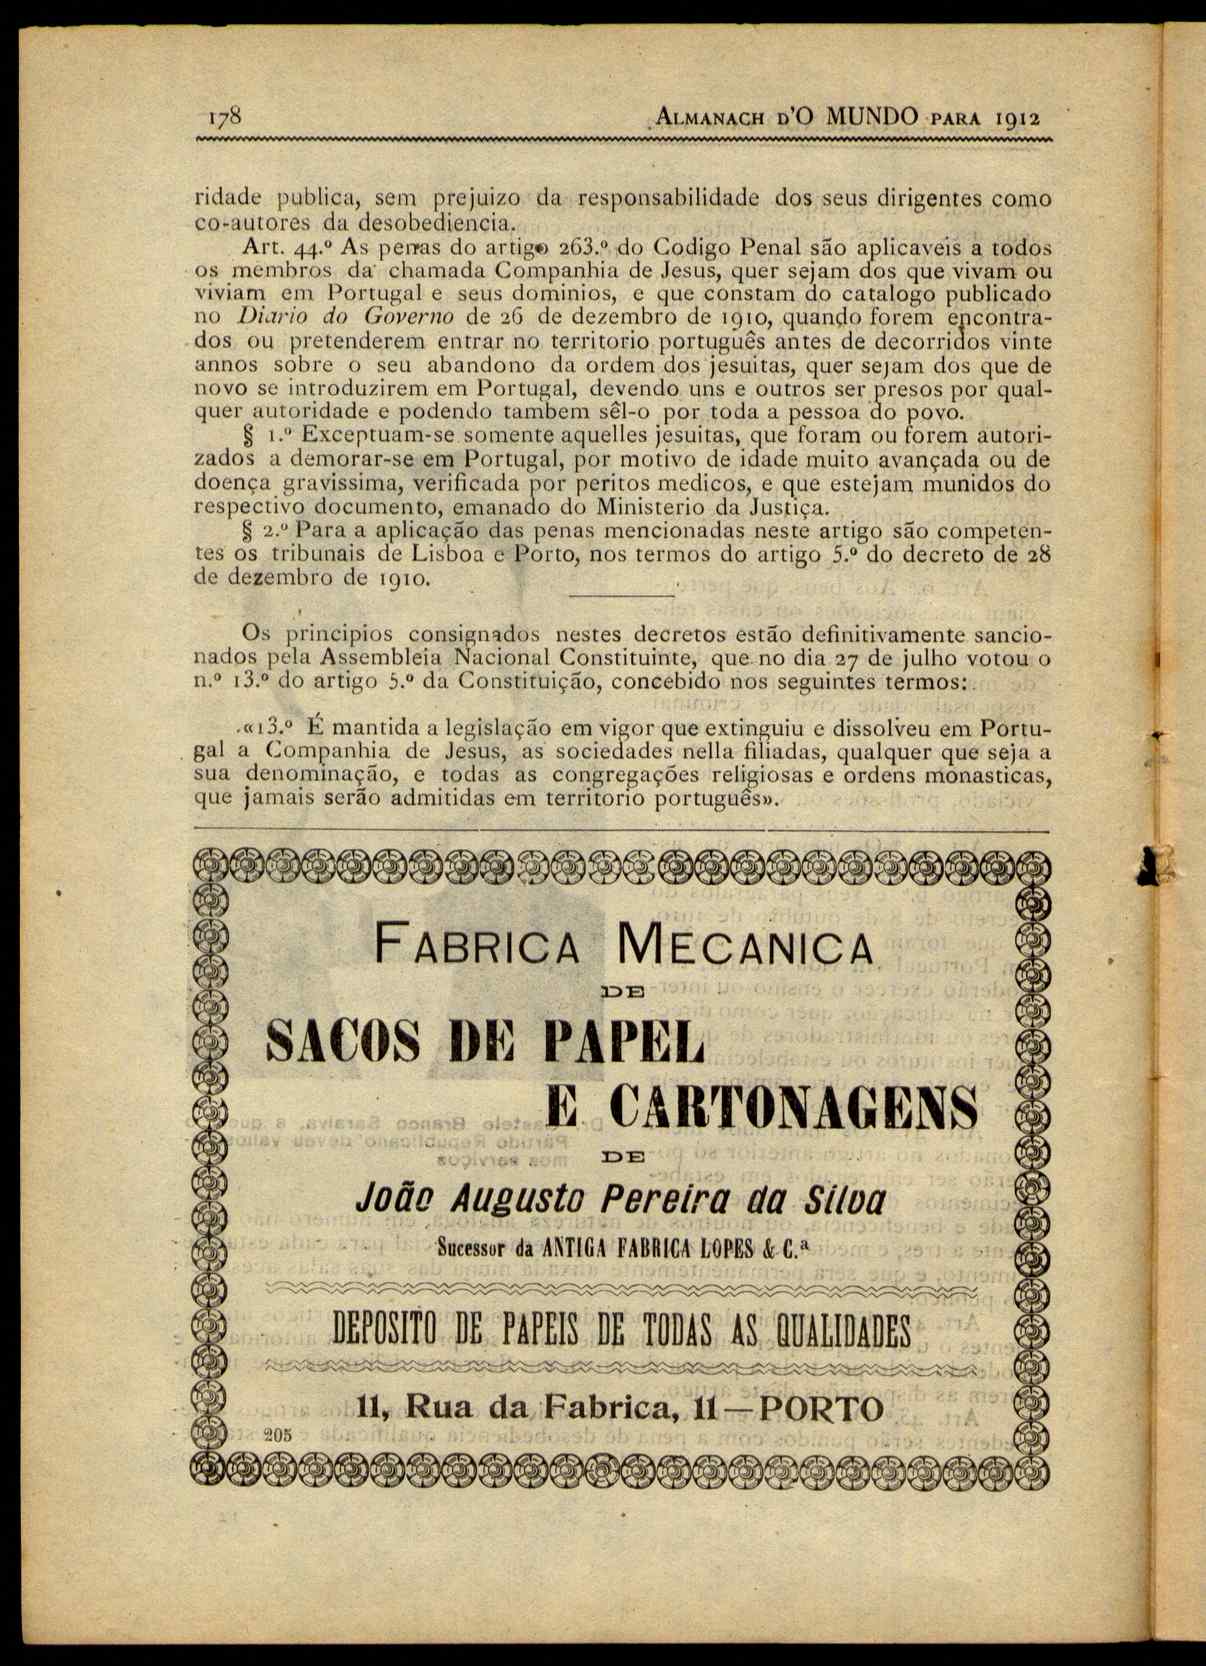 178 ALMANACH D'O MUNDO PARA 1912
ridade publica, sem prejuizo da responsabilidade dos seus dirigentes como
co-autores da desobediencia.
Art. 44.º As penas do artigo 263.º do Codigo Penal são aplicaveis a todos
os membros da chamada Companhia de Jesus, quer sejam dos que vivam ou
viviam em Portugal e seus dominios, e que constam do catalogo publicado
no Diario do Governo de 26 de dezembro de 1910, quando forem encontra-
dos ou pretenderem entrar no territorio português antes de decorridos vinte
annos sobre o seu abandono da ordem dos jesuitas, quer sejam dos que de
novo se introduzirem em Portugal, devendo uns e outros ser presos por qual-
quer autoridade e podendo tambem sêl-o por toda a pessoa do povo.
§ 1.º Exceptuam-se somente aquelles jesuitas, que foram ou forem autori-
zados a demorar-se em Portugal, por motivo de idade muito avançada ou de
doença gravissima, verificada por peritos medicos, e que estejam munidos do
respectivo documento, emanado do Ministerio da Justiça.
§ 2.º Para a aplicação das penas mencionadas neste artigo são competen-
tes os tribunais de Lisboa e Porto, nos termos do artigo 5.º do decreto de 28
de dezembro de 1910.
Os principios consignados nestes decretos estão definitivamente sancio-
nados pela Assembleia Nacional Constituinte, que no dia 27 de julho votou o
n.º 13.º do artigo 5.º da Constituição, concebido nos seguintes termos:
«13.º É mantida a legislação em vigor que extinguiu e dissolveu em Portu-
gal a Companhia de Jesus, as sociedades nella filiadas, qualquer que seja a
sua denominação, e todas as congregações religiosas e ordens monasticas,
que jamais serão admitidas em territorio português».
FABRICA MECANICA
DE
SACOS DE PAPEL
E CARTONAGENS
DE
João Augusto Pereira da Silva
Sucessor da ANTIGA FABRICA LOPES & C.ª
DEPOSITO DE PAPEIS DE TODAS AS QUALIDADES
11, Rua da Fabrica, 11—PORTO
205